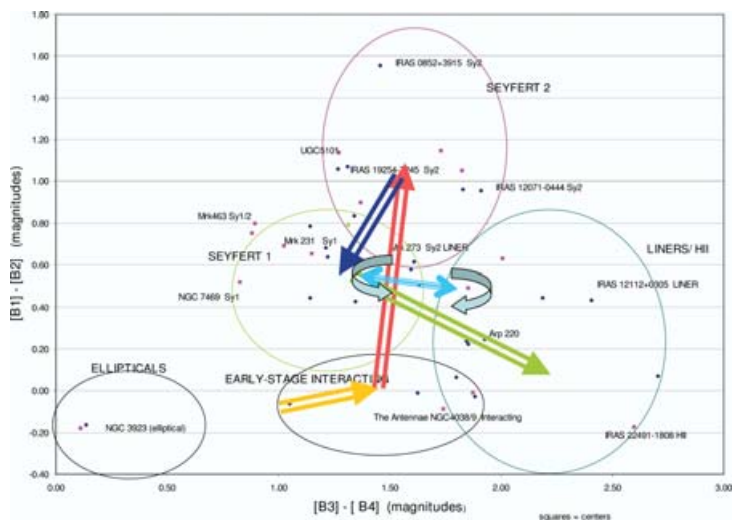 1.80
1.60
1.40
1.20
1.00
0.80
0.60
0.40
0.20
0.00
-0.20
-0.40
[B1] - [B2] (magnitudes)
IRAS 0852+3915 Sy2
SEYFERT 2
UGC5101
IRAS 19254-7245 Sy2
IRAS 12071-0444 Sy2
Mrk463 Sy1/2
Mrk 231 Sy1
273 Sy2 LINER
SEYFERT 1
LINERS/ HII
NGC 7469 Sy1
IRAS 12112+0305 LINER
Arp 220
ELLIPTICALS
EARLY-STAGE INTERACTING
The Antennae NGC4038/9 Interacting
NGC 3923 (elliptical)
IRAS 22491-1808 HII
0.00 0.50 1.00 1.50 2.00 2.50 3.00
[B3] - [ B4] (magnitudes)
squares = centers